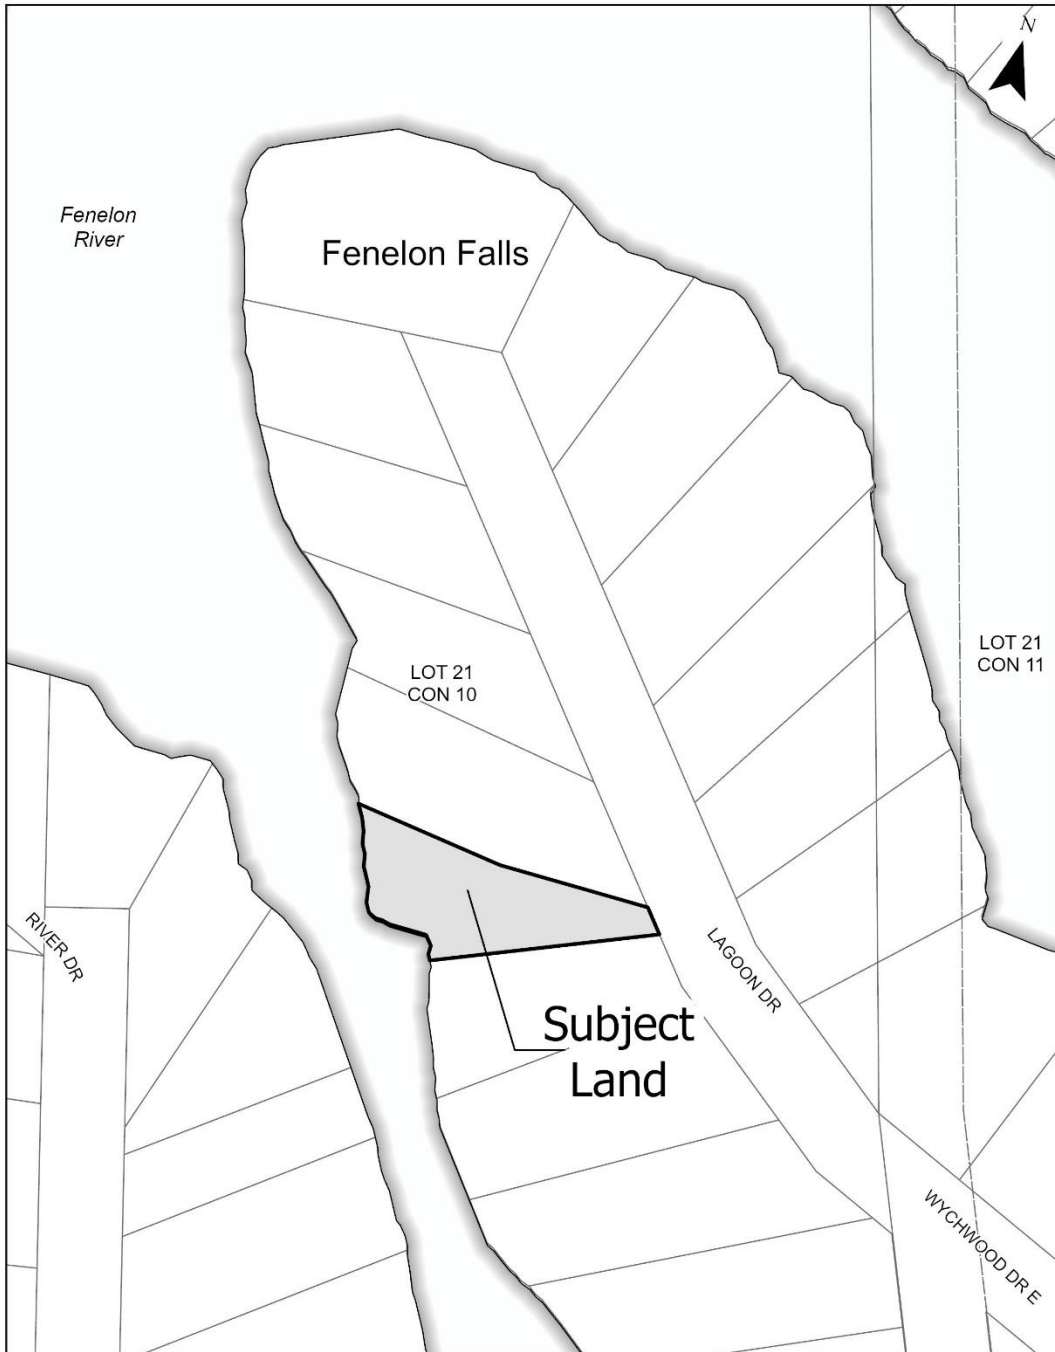 N
Fenelon
River
Fenelon Falls
LOT 21
CON 11
LOT 21
CON 10
RIVER DR
LAGOON DR
Subject
Land
WYCHWOOD DR E